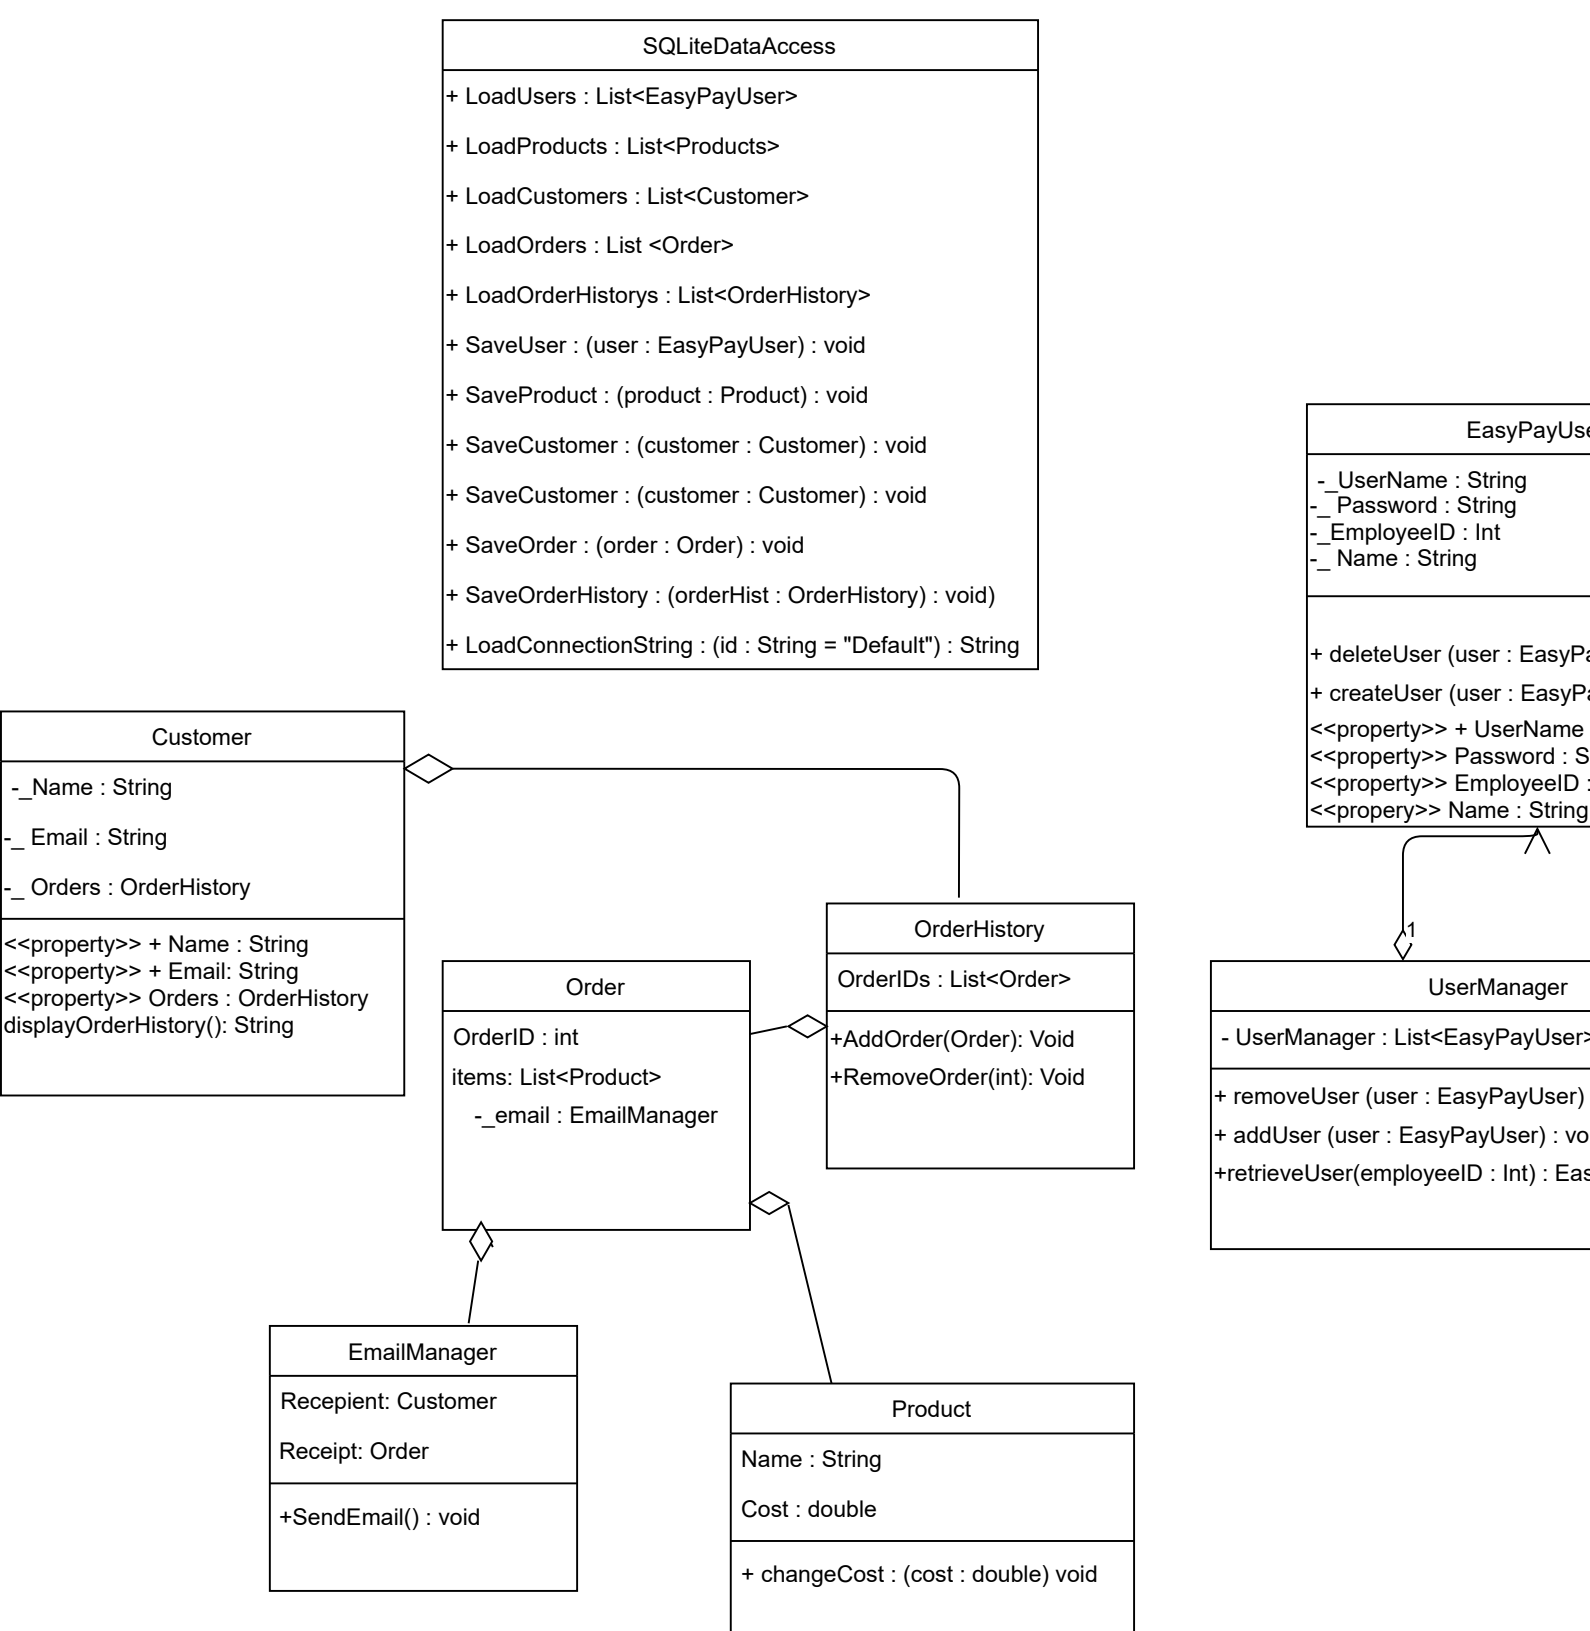 SQLiteDataAccess
+ LoadUsers : List<EasyPayUser>
+ LoadProducts : List<Products>
+ LoadCustomers : List<Customer>
+ LoadOrders : List <Order>
+ LoadOrderHistorys : List<OrderHistory>
+ SaveUser : (user : EasyPayUser) : void
+ SaveProduct : (product : Product) : void
+ SaveCustomer : (customer : Customer) : void
+ SaveCustomer : (customer : Customer) : void
+ SaveOrder : (order : Order) : void
+ SaveOrderHistory : (orderHist : OrderHistory) : void)
+ LoadConnectionString : (id : String = "Default") : String
EasyPayUse
-_UserName : String
-_ Password : String
-_EmployeeID : Int
-_ Name : String
+ deleteUser (user : EasyPa
+ createUser (user : EasyPa
<<property>> + UserName
<<property>> Password : S
<<property>> EmployeeID :
<<propery>> Name : String
Customer
-_Name : String
-_ Email : String
-_ Orders : OrderHistory
<<property>> + Name : String
<<property>> + Email: String
<<property>> Orders : OrderHistory
displayOrderHistory(): String
OrderHistory
OrderIDs : List<Order>
+AddOrder(Order): Void
+RemoveOrder(int): Void
Order
OrderID : int
items: List<Product>
-_email : EmailManager
1
UserManager
- UserManager : List<EasyPayUser>
+ removeUser (user : EasyPayUser)
+ addUser (user : EasyPayUser) : vo
+retrieveUser(employeeID : Int) : Eas
EmailManager
Recepient: Customer
Receipt: Order
+SendEmail() : void
Product
Name : String
Cost : double
+ changeCost : (cost : double) void